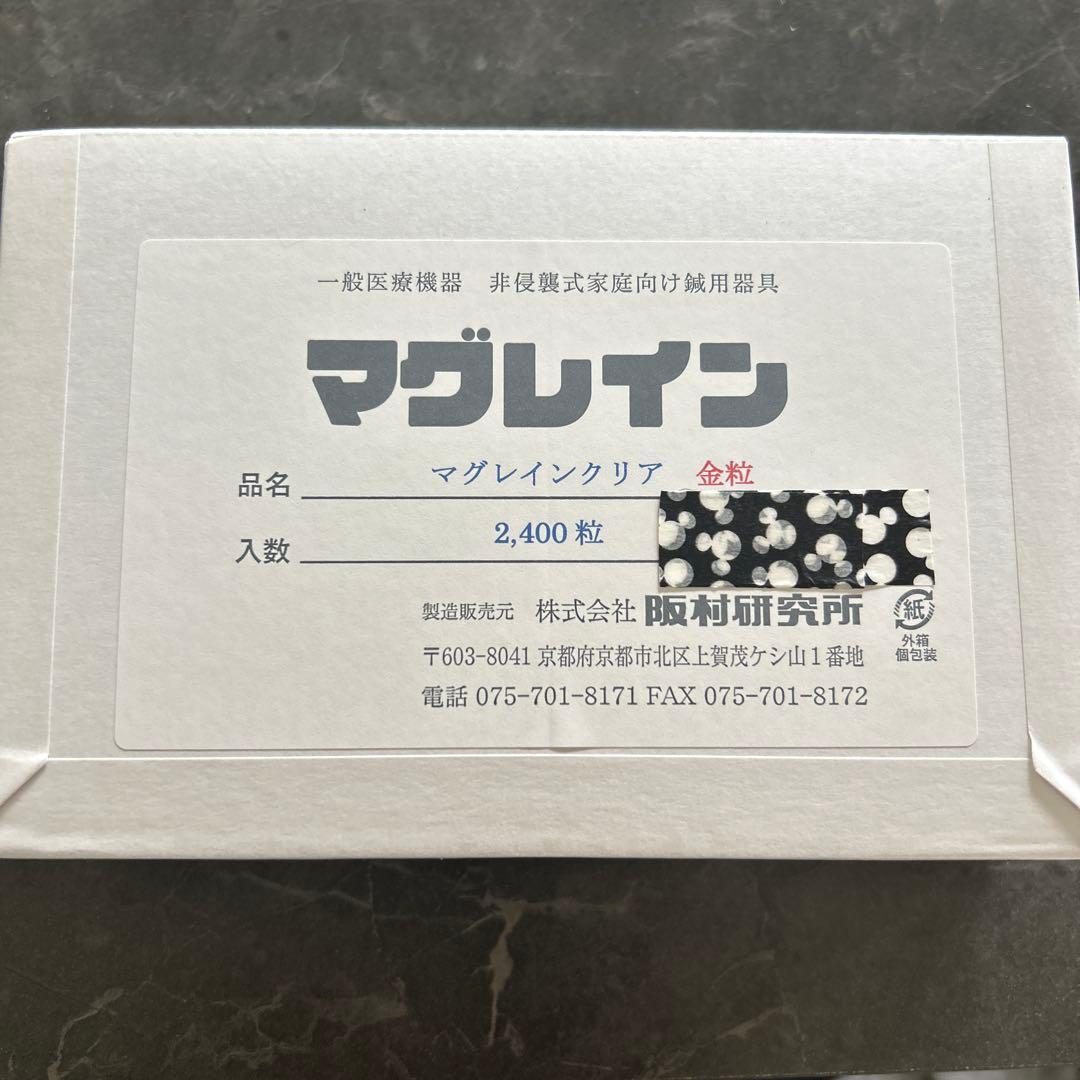 一般医療機器 非侵襲式家庭向け鍼用器具
マグレイン
品名 マグレインクリア 金粒
入数 2,400 粒
製造販売元 株式会社 阪村研究所
紙
外箱
個包装
〒603-8041 京都府京都市北区上賀茂ケシ山1番地
電話 075-701-8171 FAX 075-701-8172